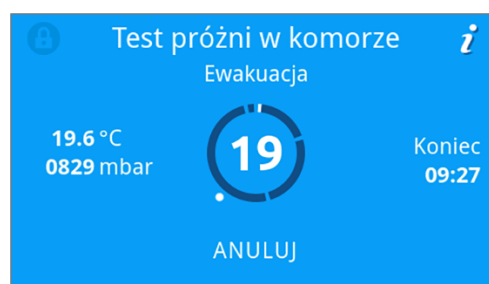 Test próżni w komorze
i
Ewakuacja
19.6 °C
0829 mbar
19
Koniec
09:27
ANULUJ